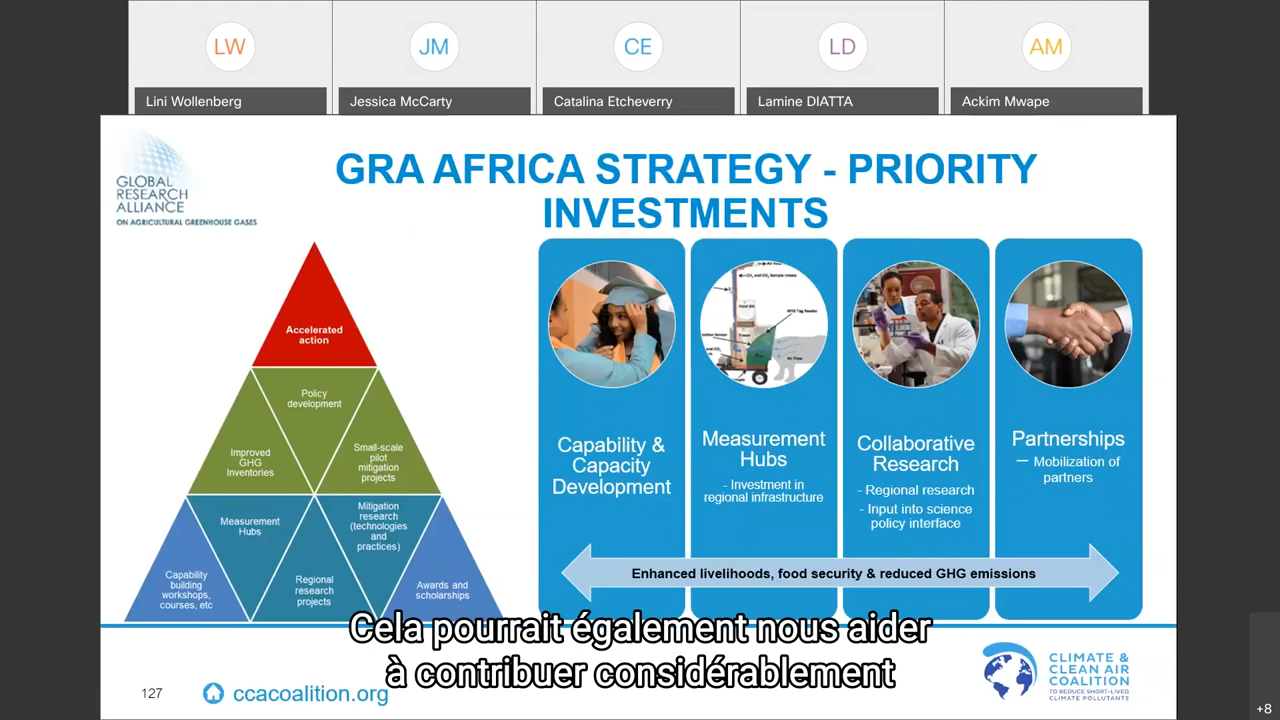 LW
JM
CE
LD
AM
Lini Wollenberg
Jessica McCarty
Catalina Etcheverry
Lamine DIATTA
Ackim Mwape
GLOBAL
RESEARCH
ALLIANCE
ON AGRICULTURAL GREENHOUSE GASES
GRA AFRICA STRATEGY - PRIORITY
INVESTMENTS
Accelerated
action
Policy
development
Improved
GHG
Inventories
Small-scale
pilot
mitigation
projects
Measurement
Hubs
Mitigation
research
(technologies
and
practices)
Capability
building
workshops,
courses, etc
Regional
research
projects
Awards and
scholarships
Capability &
Capacity
Development
Measurement
Hubs
- Investment in
regional infrastructure
Collaborative
Research
- Regional research
- Input into science
policy interface
Partnerships
— Mobilization of
partners
Enhanced livelihoods, food security & reduced GHG emissions
Cela pourrait également nous aider
à contribuer considérablement
127
ccacoalition.org
CLIMATE &
CLEAN AIR
COALITION
TO REDUCE SHORT-LIVED
CLIMATE POLLUTANTS
+8